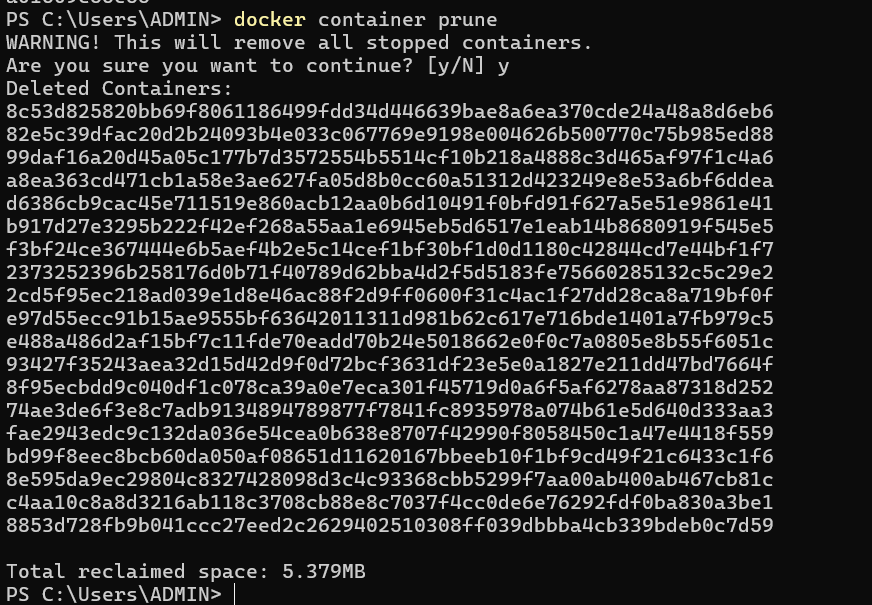 PS C:\Users\ADMIN> docker container prune
WARNING! This will remove all stopped containers.
Are you sure you want to continue? [y/N] y
Deleted Containers:
8c53d825820bb69f8061186499fdd34d446639bae8a6ea370cde24a48a8d6eb6
82e5c39dfac20d2b24093b4e033c067769e9198e004626b500770c75b985ed88
99daf16a20d45a05c177b7d3572554b5514cf10b218a4888c3d465af97f1c4a6
a8ea363cd471cb1a58e3ae627fa05d8b0cc60a51312d423249e8e53a6bf6ddea
d6386cb9cac45e711519e860acb12aa0b6d10491f0bfd91f627a5e51e9861e41
b917d27e3295b222f42ef268a55aa1e6945eb5d6517e1eab14b8680919f545e5
f3bf24ce367444e6b5aef4b2e5c14cef1bf30bf1d0d1180c42844cd7e44bf1f7
2373252396b258176d0b71f40789d62bba4d2f5d5183fe75660285132c5c29e2
2cd5f95ec218ad039e1d8e46ac88f2d9ff0600f31c4ac1f27dd28ca8a719bf0f
e97d55ecc91b15ae9555bf63642011311d981b62c617e716bde1401a7fb979c5
e488a486d2af15bf7c11fde70eadd70b24e5018662e0f0c7a0805e8b55f6051c
93427f35243aea32d15d42d9f0d72bcf3631df23e5e0a1827e211dd47bd7664f
8f95ecbdd9c040df1c078ca39a0e7eca301f45719d0a6f5af6278aa87318d252
74ae3de6f3e8c7adb9134894789877f7841fc8935978a074b61e5d640d333aa3
fae2943edc9c132da036e54cea0b638e8707f42990f8058450c1a47e4418f559
bd99f8eec8bcb60da050af08651d11620167bbeeb10f1bf9cd49f21c6433c1f6
8e595da9ec29804c8327428098d3c4c93368cbb5299f7aa00ab400ab467cb81c
c4aa10c8a8d3216ab118c3708cb88e8c7037f4cc0de6e76292fdf0ba830a3be1
8853d728fb9b041ccc27eed2c2629402510308ff039dbbba4cb339bdeb0c7d59
Total reclaimed space: 5.379MB
PS C:\Users\ADMIN>